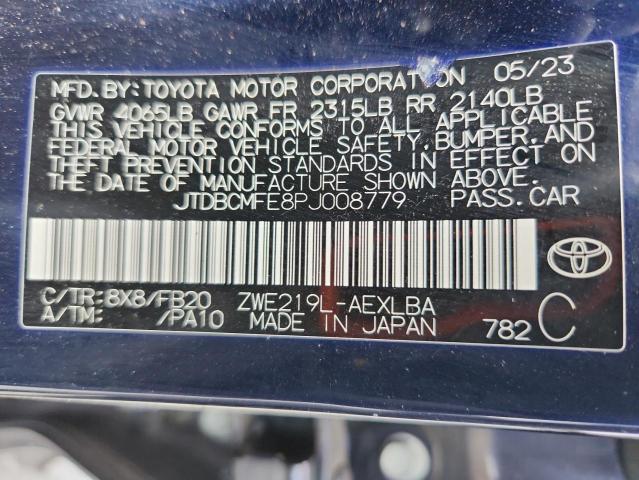 MFD. BY: TOYOTA MOTOR CORPORATION 05/23
GVWR 4065LB GAWR FR 2315LB RR 2140LB
THIS VEHICLE CONFORMS TO ALL APPLICABLE
FEDERAL MOTOR VEHICLE SAFETY, BUMPER, AND
THEFT PREVENTION STANDARDS IN EFFECT ON
THE DATE OF MANUFACTURE SHOWN ABOVE.
JTDBCMFE8PJ008779 PASS. CAR
C/TR: 8X8/FB20 ZWE219L-AEXLBA
A/TM: /PA10 MADE IN JAPAN 782 C
TOYOTA